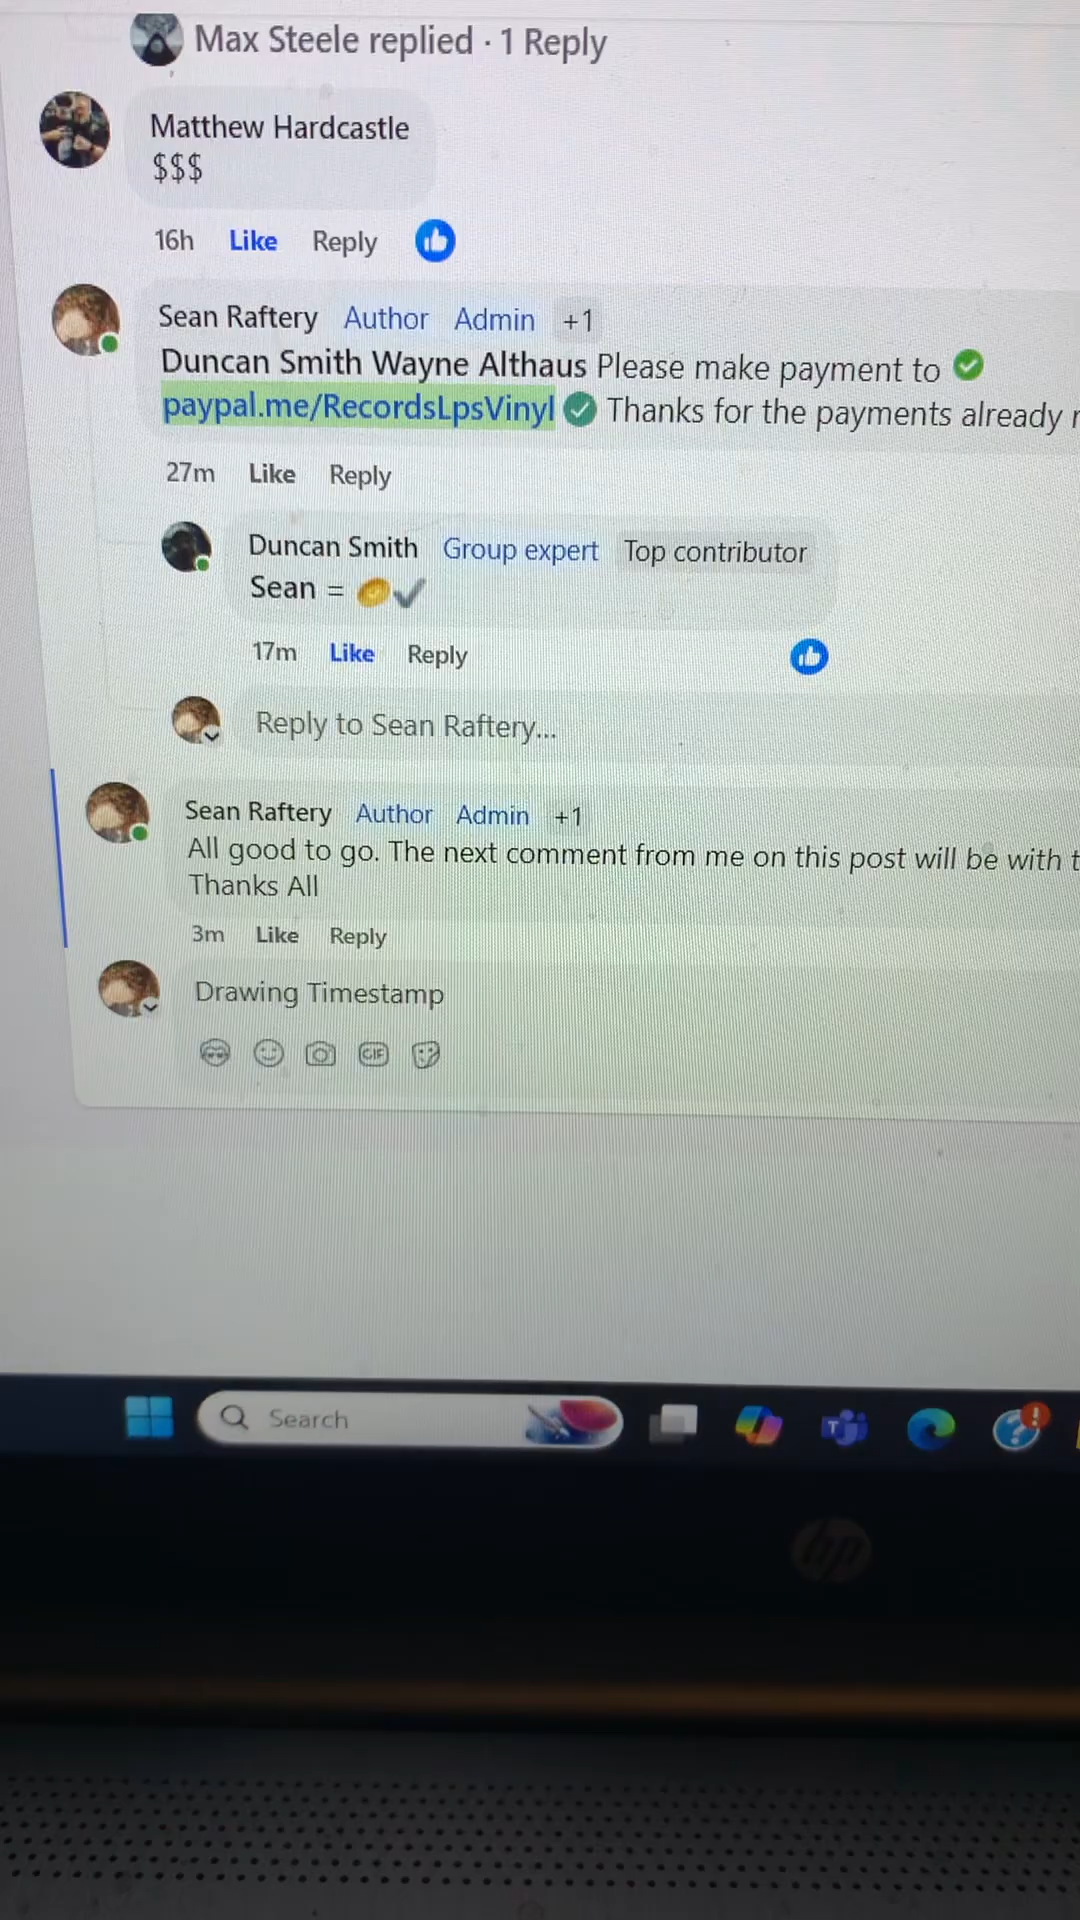 Max Steele replied · 1 Reply
Matthew Hardcastle
$$$
16h Like Reply
Sean Raftery Author Admin +1
Duncan Smith Wayne Althaus Please make payment to ✅
paypal.me/RecordsLpsVinyl ✅ Thanks for the payments already
27m Like Reply
Duncan Smith Group expert Top contributor
Sean = 🪙✔️
17m Like Reply
Reply to Sean Raftery...
Sean Raftery Author Admin +1
All good to go. The next comment from me on this post will be with
Thanks All
3m Like Reply
Drawing Timestamp
GIF
Search
T
hp